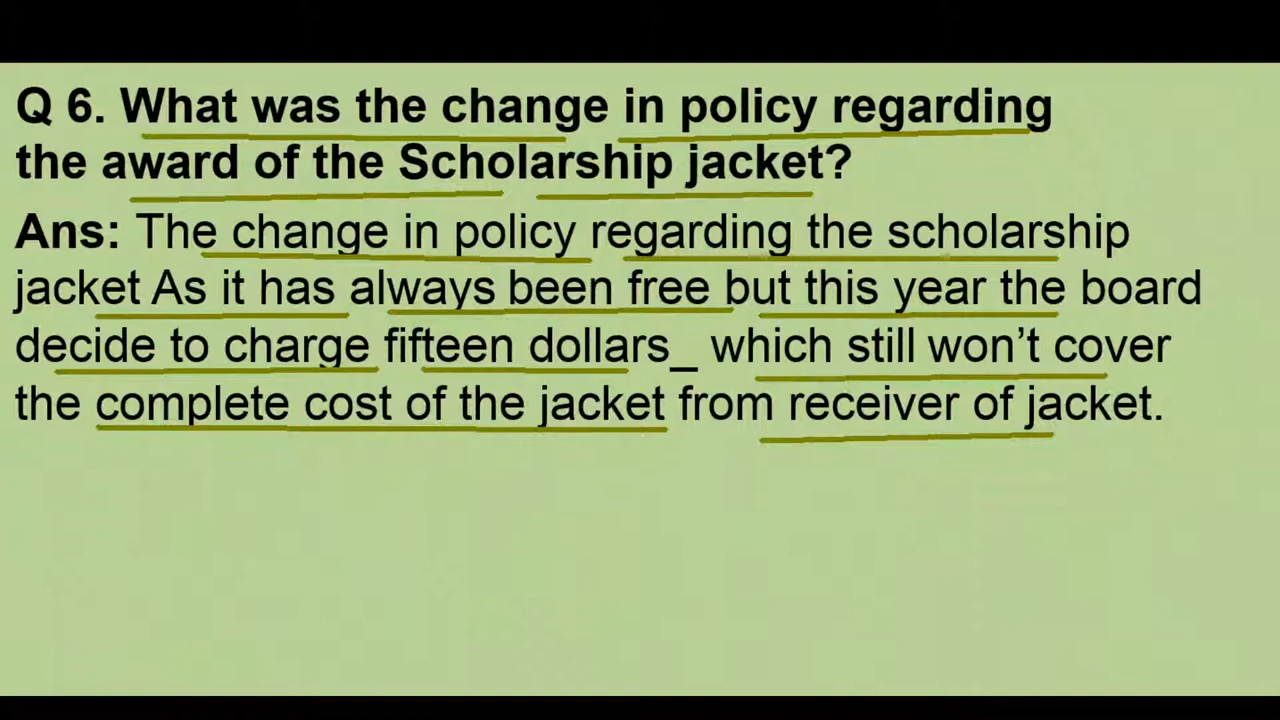 Q 6. What was the change in policy regarding
the award of the Scholarship jacket?
Ans: The change in policy regarding the scholarship
jacket As it has always been free but this year the board
decide to charge fifteen dollars_ which still won’t cover
the complete cost of the jacket from receiver of jacket.